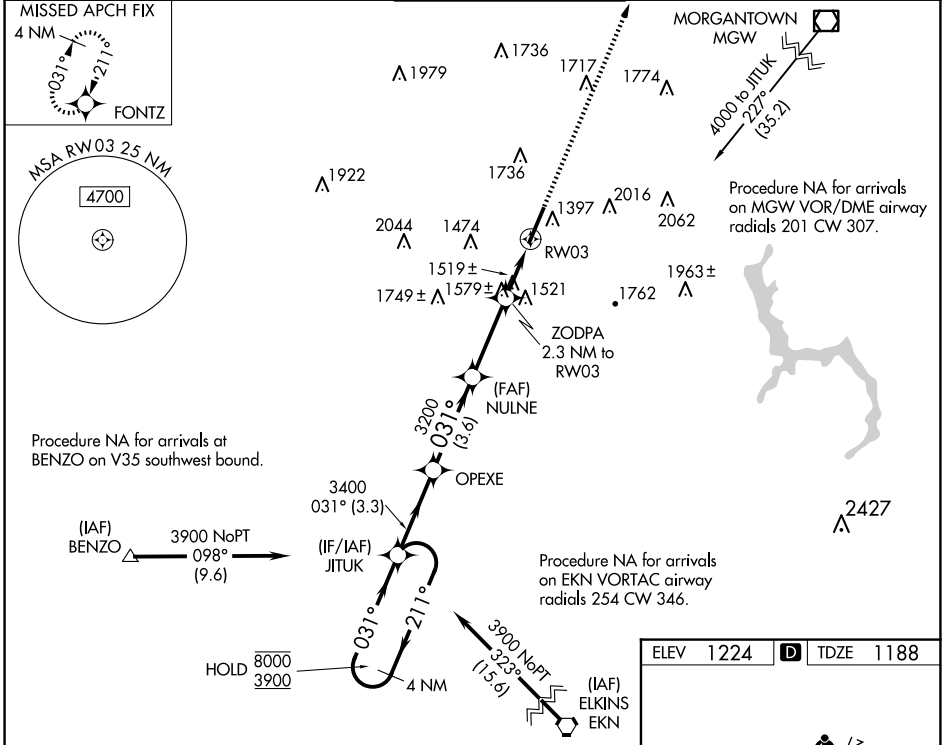 MISSED APCH FIX
4 NM
031°
211°
FONTZ
MSA RW03 25 NM
4700
1979
1736
1717
1774
MORGANTOWN
MGW
4000 to JITUK
227°
(35.2)
1922
1736
2016
2062
1397
Procedure NA for arrivals
on MGW VOR/DME airway
radials 201 CW 307.
2044
1474
RW03
1519±
1749±
1579±
1521
1762
1963±
ZODPA
2.3 NM to
RW03
(FAF)
NULNE
3200
031°
(3.6)
Procedure NA for arrivals at
BENZO on V35 southwest bound.
OPEXE
3400
031° (3.3)
2427
(IAF)
BENZO
3900 NoPT
098°
(9.6)
(IF/IAF)
JITUK
Procedure NA for arrivals
on EKN VORTAC airway
radials 254 CW 346.
031°
211°
HOLD
8000
3900
4 NM
3900 NoPT
323°
(15.6)
(IAF)
ELKINS
EKN
ELEV 1224 D TDZE 1188